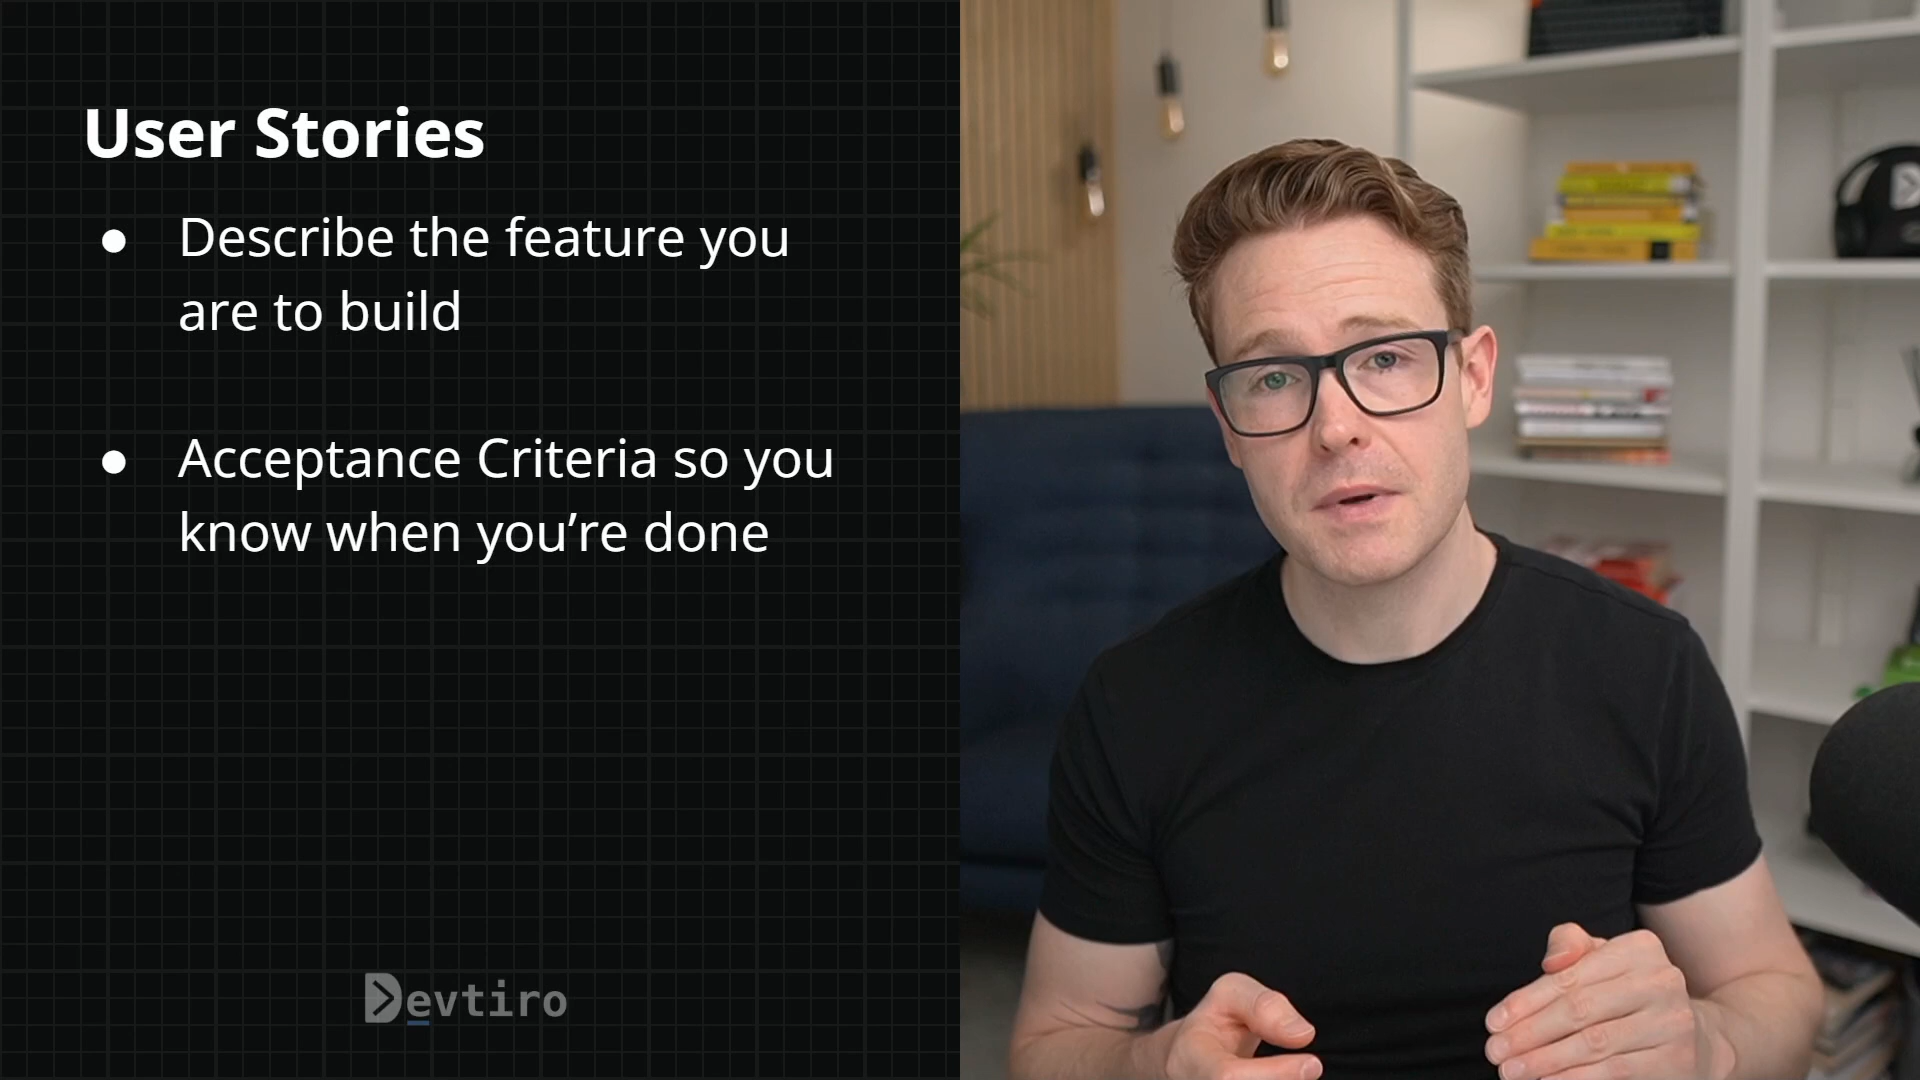 User Stories
● Describe the feature you
are to build
● Acceptance Criteria so you
know when you’re done
Devtiro